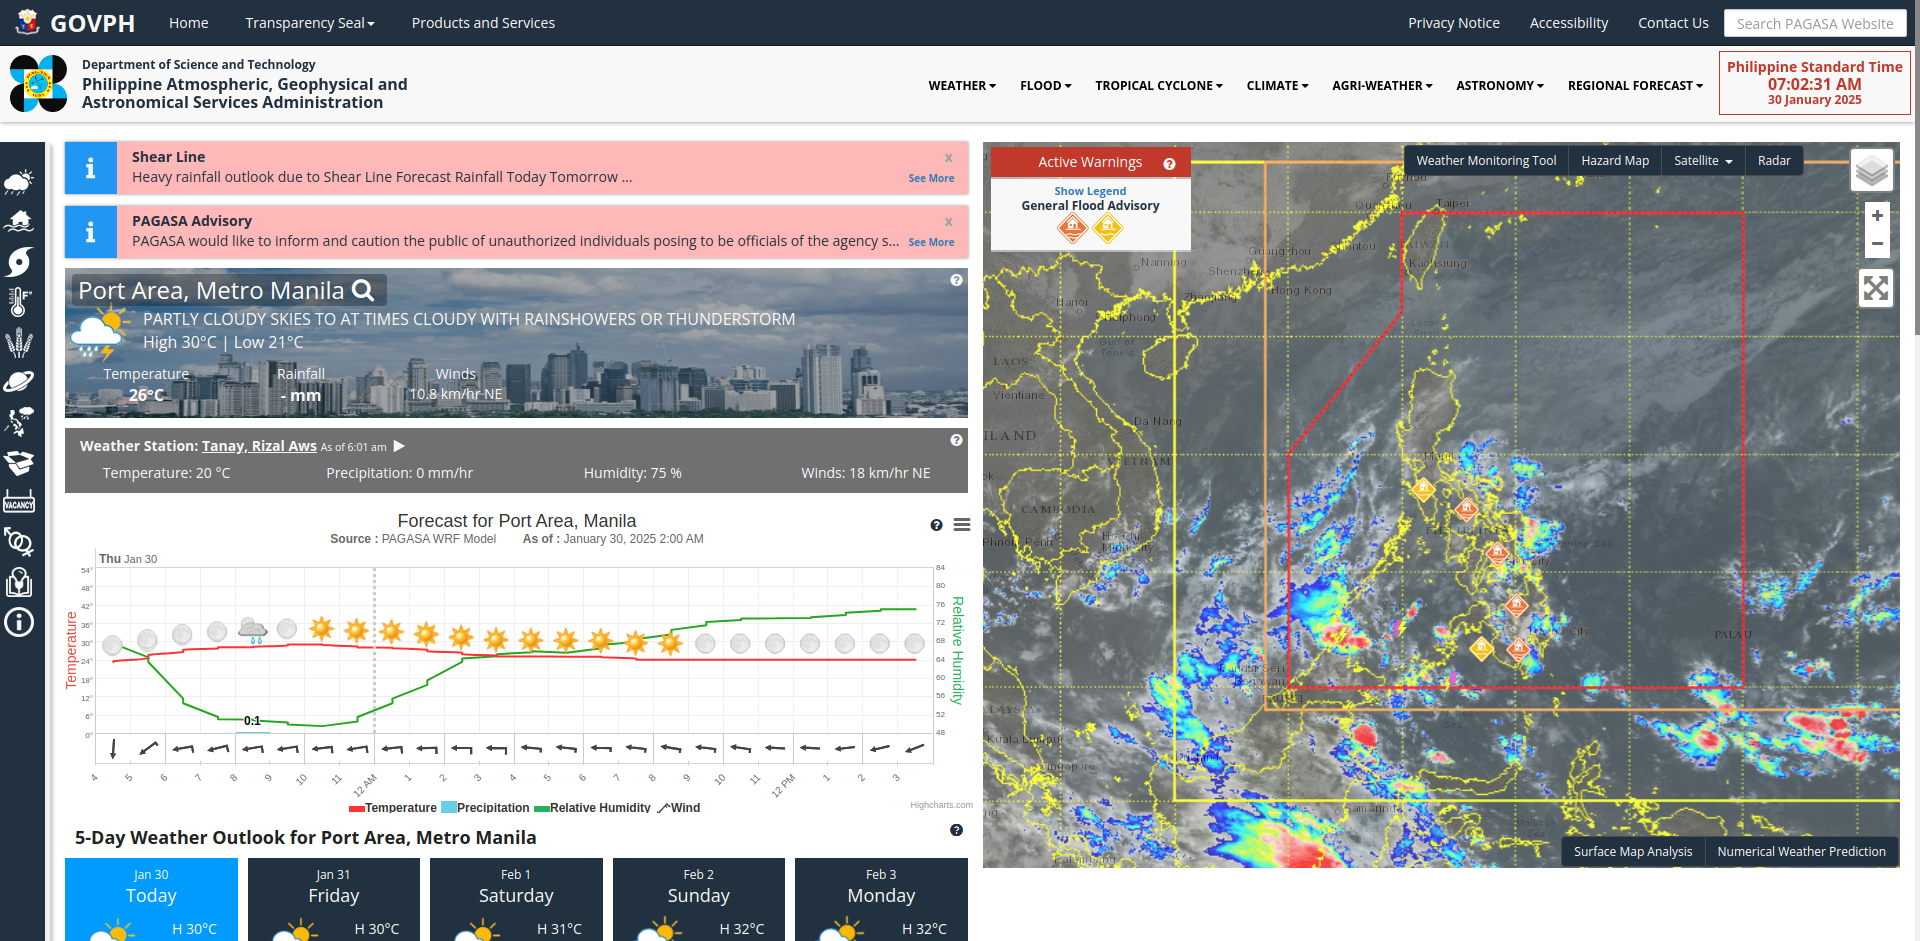 GOVPH
Home
Transparency Seal
Products and Services
Privacy Notice
Accessibility
Contact Us
Search PAGASA Website
Department of Science and Technology
Philippine Atmospheric, Geophysical and
Astronomical Services Administration
WEATHER
FLOOD
TROPICAL CYCLONE
CLIMATE
AGRI-WEATHER
ASTRONOMY
REGIONAL FORECAST
Philippine Standard Time
07:02:31 AM
30 January 2025
Shear Line
x
Heavy rainfall outlook due to Shear Line Forecast Rainfall Today Tomorrow ...
See More
PAGASA Advisory
x
PAGASA would like to inform and caution the public of unauthorized individuals posing to be officials of the agency s...
See More
Port Area, Metro Manila
PARTLY CLOUDY SKIES TO AT TIMES CLOUDY WITH RAINSHOWERS OR THUNDERSTORM
High 30°C | Low 21°C
Temperature
Rainfall
Winds
26°C
- mm
10.8 km/hr NE
Weather Station: Tanay, Rizal Aws As of 6:01 am
Temperature: 20 °C
Precipitation: 0 mm/hr
Humidity: 75 %
Winds: 18 km/hr NE
Forecast for Port Area, Manila
Source : PAGASA WRF Model As of : January 30, 2025 2:00 AM
Thu Jan 30
54°
48°
42°
36°
30°
24°
18°
12°
6°
0°
Temperature
84
80
76
72
68
64
60
56
52
48
Relative Humidity
0.1
4
5
6
7
8
9
10
11
12 AM
1
2
3
4
5
6
7
8
9
10
11
12 PM
1
2
3
Temperature
Precipitation
Relative Humidity
Wind
Highcharts.com
5-Day Weather Outlook for Port Area, Metro Manila
Jan 30
Today
H 30°C
Jan 31
Friday
H 30°C
Feb 1
Saturday
H 31°C
Feb 2
Sunday
H 32°C
Feb 3
Monday
H 32°C
VACANCY
Active Warnings
Show Legend
General Flood Advisory
Weather Monitoring Tool
Hazard Map
Satellite
Radar
+
−
Taipei
Guangzhou
Nanning
Kaohsiung
Hong Kong
Hanoi
Haiphong
Gulf of
Tonkin
LAOS
Vientiane
Da Nang
VIETNAM
CAMBODIA
PALAU
Kuala Lumpur
Singapore
Samarinda
Surface Map Analysis
Numerical Weather Prediction